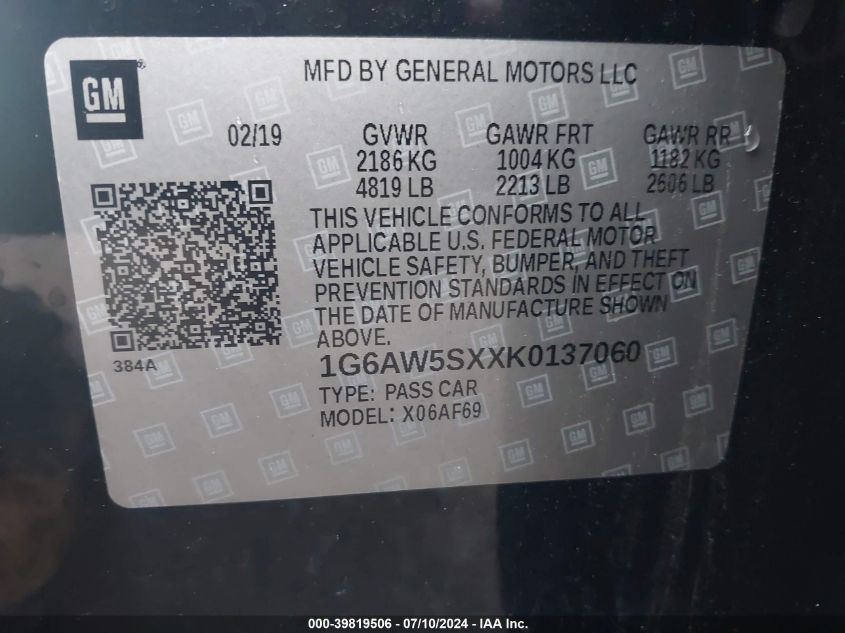 GM
MFD BY GENERAL MOTORS LLC
02/19 GVWR GAWR FRT GAWR RR
2186 KG 1004 KG 1182 KG
4819 LB 2213 LB 2606 LB
THIS VEHICLE CONFORMS TO ALL
APPLICABLE U.S. FEDERAL MOTOR
VEHICLE SAFETY, BUMPER, AND THEFT
PREVENTION STANDARDS IN EFFECT ON
THE DATE OF MANUFACTURE SHOWN
ABOVE.
384A
1G6AW5SXXK0137060
TYPE: PASS CAR
MODEL: X06AF69
000-39819506 - 07/10/2024 - IAA Inc.